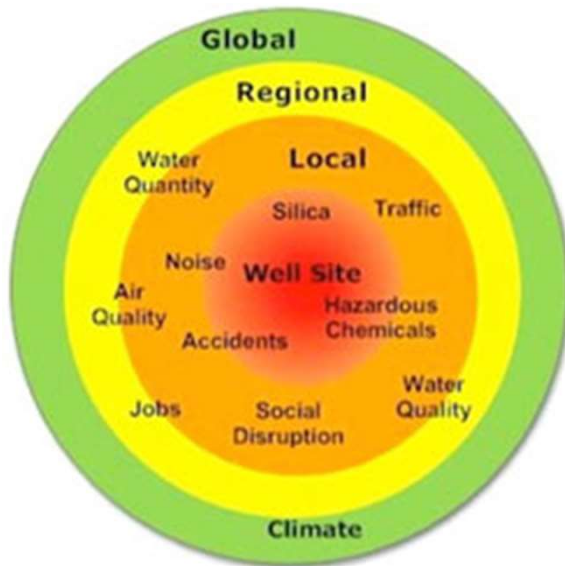 Global
Regional
Local
Water
Quantity
Silica
Traffic
Noise
Well Site
Air
Quality
Hazardous
Chemicals
Accidents
Jobs
Social
Disruption
Water
Quality
Climate